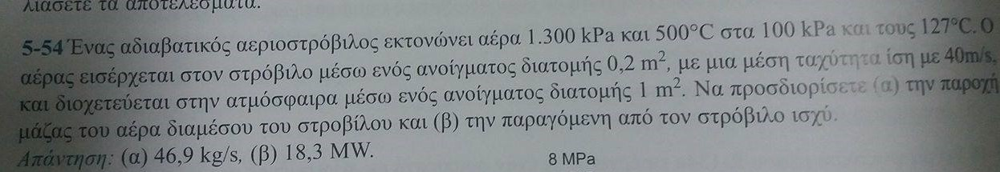 λιάσετε τα αποτελέσματα.
5-54 Ένας αδιαβατικός αεριοστρόβιλος εκτονώνει αέρα 1.300 kPa και 500°C στα 100 kPa και τους 127°C. Ο
αέρας εισέρχεται στον στρόβιλο μέσω ενός ανοίγματος διατομής 0,2 m², με μια μέση ταχύτητα ίση με 40m/s,
και διοχετεύεται στην ατμόσφαιρα μέσω ενός ανοίγματος διατομής 1 m². Να προσδιορίσετε (α) την παροχή
μάζας του αέρα διαμέσου του στροβίλου και (β) την παραγόμενη από τον στρόβιλο ισχύ.
Απάντηση: (α) 46,9 kg/s, (β) 18,3 MW.
8 MPa